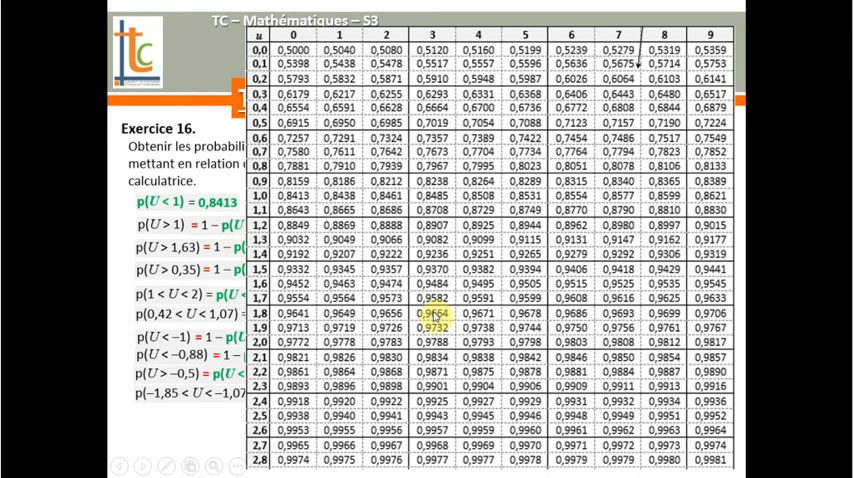 TC – Mathématiques – S3
tc
u 0 1 2 3 4 5 6 7 8 9
0,0 0,5000 0,5040 0,5080 0,5120 0,5160 0,5199 0,5239 0,5279 0,5319 0,5359
0,1 0,5398 0,5438 0,5478 0,5517 0,5557 0,5596 0,5636 0,5675 0,5714 0,5753
0,2 0,5793 0,5832 0,5871 0,5910 0,5948 0,5987 0,6026 0,6064 0,6103 0,6141
0,3 0,6179 0,6217 0,6255 0,6293 0,6331 0,6368 0,6406 0,6443 0,6480 0,6517
0,4 0,6554 0,6591 0,6628 0,6664 0,6700 0,6736 0,6772 0,6808 0,6844 0,6879
0,5 0,6915 0,6950 0,6985 0,7019 0,7054 0,7088 0,7123 0,7157 0,7190 0,7224
0,6 0,7257 0,7291 0,7324 0,7357 0,7389 0,7422 0,7454 0,7486 0,7517 0,7549
0,7 0,7580 0,7611 0,7642 0,7673 0,7704 0,7734 0,7764 0,7794 0,7823 0,7852
0,8 0,7881 0,7910 0,7939 0,7967 0,7995 0,8023 0,8051 0,8078 0,8106 0,8133
0,9 0,8159 0,8186 0,8212 0,8238 0,8264 0,8289 0,8315 0,8340 0,8365 0,8389
1,0 0,8413 0,8438 0,8461 0,8485 0,8508 0,8531 0,8554 0,8577 0,8599 0,8621
1,1 0,8643 0,8665 0,8686 0,8708 0,8729 0,8749 0,8770 0,8790 0,8810 0,8830
1,2 0,8849 0,8869 0,8888 0,8907 0,8925 0,8944 0,8962 0,8980 0,8997 0,9015
1,3 0,9032 0,9049 0,9066 0,9082 0,9099 0,9115 0,9131 0,9147 0,9162 0,9177
1,4 0,9192 0,9207 0,9222 0,9236 0,9251 0,9265 0,9279 0,9292 0,9306 0,9319
1,5 0,9332 0,9345 0,9357 0,9370 0,9382 0,9394 0,9406 0,9418 0,9429 0,9441
1,6 0,9452 0,9463 0,9474 0,9484 0,9495 0,9505 0,9515 0,9525 0,9535 0,9545
1,7 0,9554 0,9564 0,9573 0,9582 0,9591 0,9599 0,9608 0,9616 0,9625 0,9633
1,8 0,9641 0,9649 0,9656 0,9664 0,9671 0,9678 0,9686 0,9693 0,9699 0,9706
1,9 0,9713 0,9719 0,9726 0,9732 0,9738 0,9744 0,9750 0,9756 0,9761 0,9767
2,0 0,9772 0,9778 0,9783 0,9788 0,9793 0,9798 0,9803 0,9808 0,9812 0,9817
2,1 0,9821 0,9826 0,9830 0,9834 0,9838 0,9842 0,9846 0,9850 0,9854 0,9857
2,2 0,9861 0,9864 0,9868 0,9871 0,9875 0,9878 0,9881 0,9884 0,9887 0,9890
2,3 0,9893 0,9896 0,9898 0,9901 0,9904 0,9906 0,9909 0,9911 0,9913 0,9916
2,4 0,9918 0,9920 0,9922 0,9925 0,9927 0,9929 0,9931 0,9932 0,9934 0,9936
2,5 0,9938 0,9940 0,9941 0,9943 0,9945 0,9946 0,9948 0,9949 0,9951 0,9952
2,6 0,9953 0,9955 0,9956 0,9957 0,9959 0,9960 0,9961 0,9962 0,9963 0,9964
2,7 0,9965 0,9966 0,9967 0,9968 0,9969 0,9970 0,9971 0,9972 0,9973 0,9974
2,8 0,9974 0,9975 0,9976 0,9977 0,9977 0,9978 0,9979 0,9979 0,9980 0,9981
Exercice 16.
Obtenir les probabili
mettant en relation
calculatrice.
p(U < 1) = 0,8413
p(U > 1) = 1 – p(U
p(U > 1,63) = 1 – p(
p(U > 0,35) = 1 – p(
p(1 < U < 2) = p(U <
p(0,42 < U < 1,07) =
p(U < –1) = 1 – p(U
p(U < –0,88) = 1 –
p(U > –0,5) = p(U <
p(–1,85 < U < –1,07